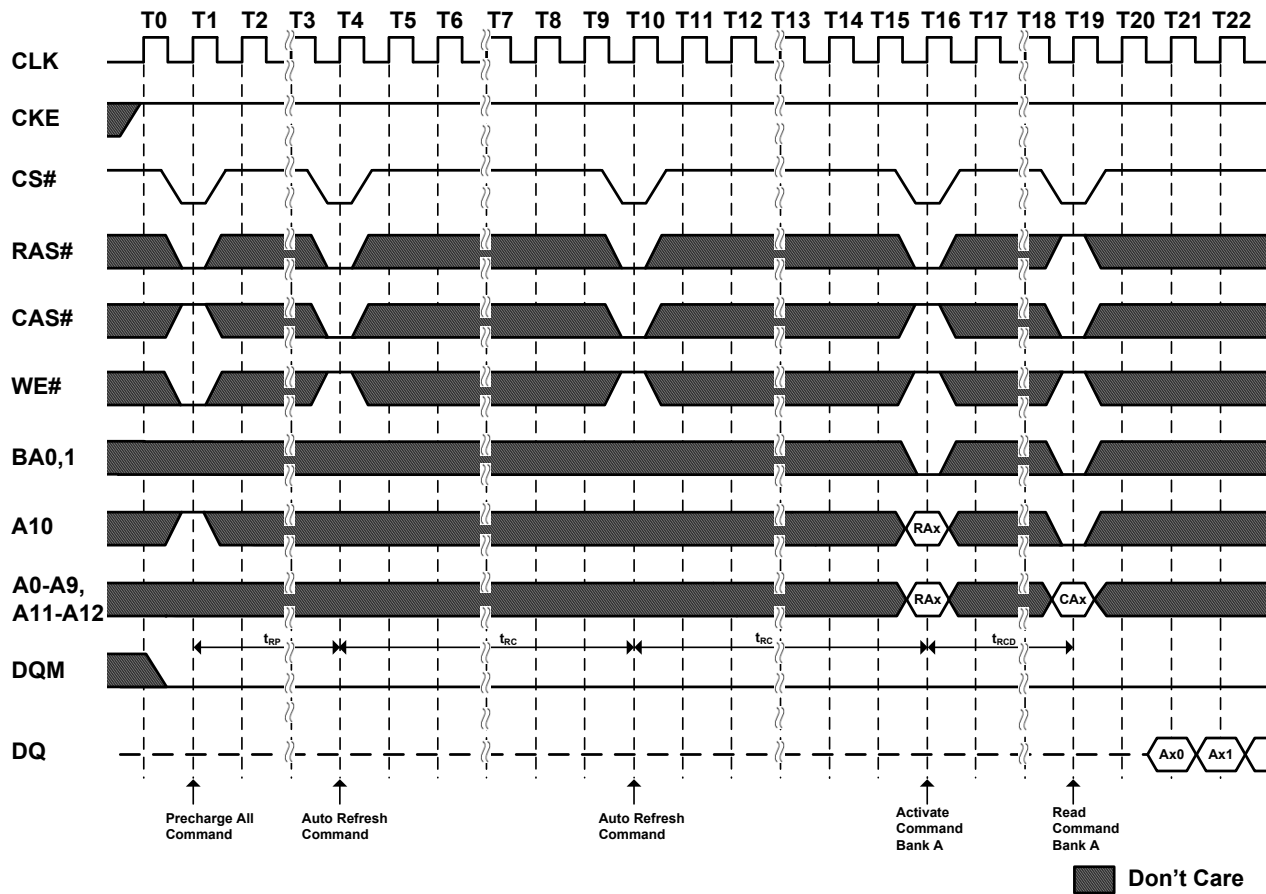 T0 T1 T2 T3 T4 T5 T6 T7 T8 T9 T10 T11 T12 T13 T14 T15 T16 T17 T18 T19 T20 T21 T22
CLK
CKE
CS#
RAS#
CAS#
WE#
BA0,1
A10
RAx
A0-A9,
A11-A12
RAx CAx
tRP tRC tRC tRCD
DQM
DQ
Ax0 Ax1
Precharge All
Command
Auto Refresh
Command
Auto Refresh
Command
Activate
Command
Bank A
Read
Command
Bank A
Don't Care